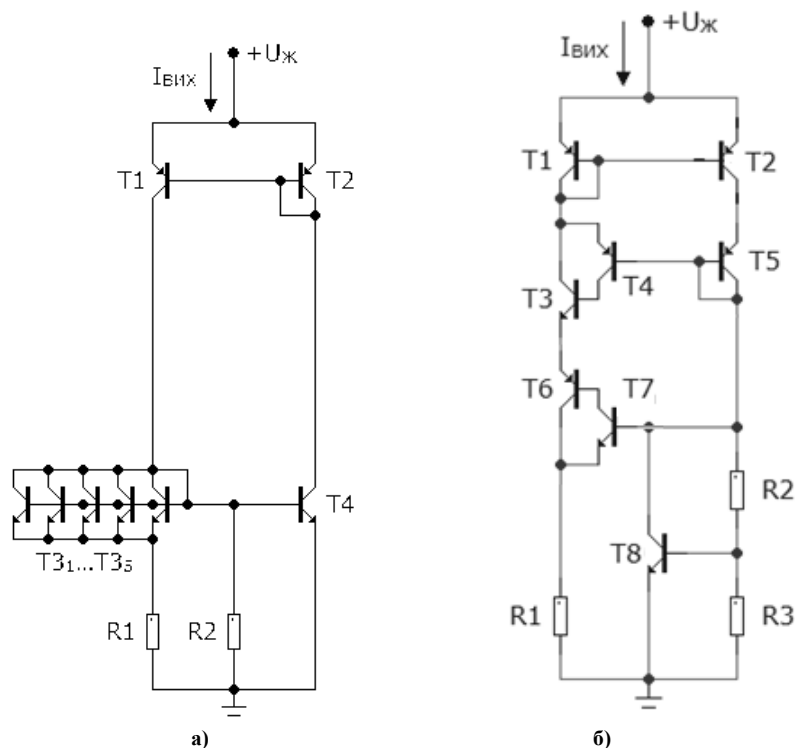 +Uж
Iвих
T1
T2
T3₁...T3₅
T4
R1
R2
а)
+Uж
Iвих
T1
T2
T3
T4
T5
T6
T7
R2
T8
R1
R3
б)